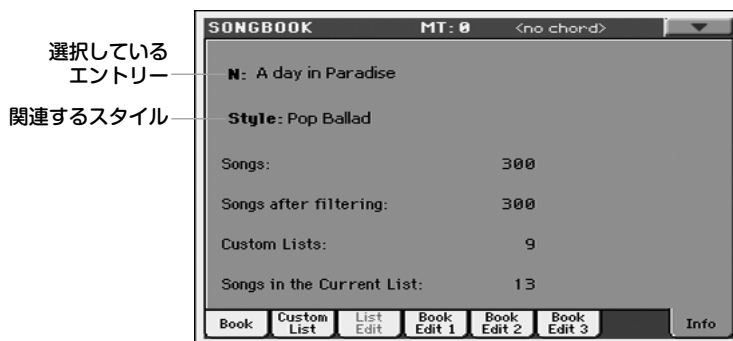 SONGBOOK MT: 0 <no chord>
選択している
エントリー
N: A day in Paradise
関連するスタイル
Style: Pop Ballad
Songs: 300
Songs after filtering: 300
Custom Lists: 9
Songs in the Current List: 13
Book
Custom
List
List
Edit
Book
Edit 1
Book
Edit 2
Book
Edit 3
Info